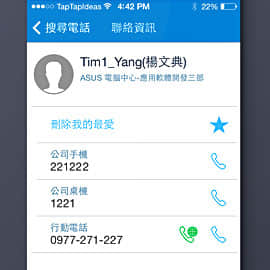 TapTapIdeas 4:42 PM 22%
搜尋電話 聯絡資訊
Tim1_Yang(楊文典)
ASUS 電腦中心-應用軟體開發三部
刪除我的最愛
公司手機
221222
公司桌機
1221
行動電話
0977-271-227